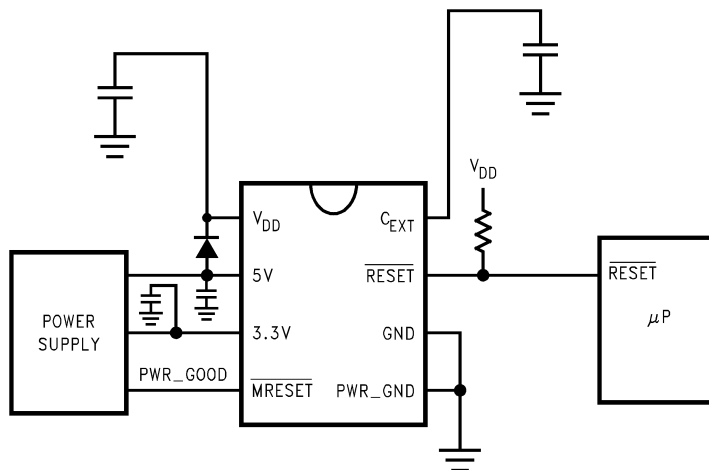 V_DD
V_DD
C_EXT
5V
RESET
RESET
POWER
SUPPLY
μP
3.3V
GND
PWR_GOOD
MRESET
PWR_GND